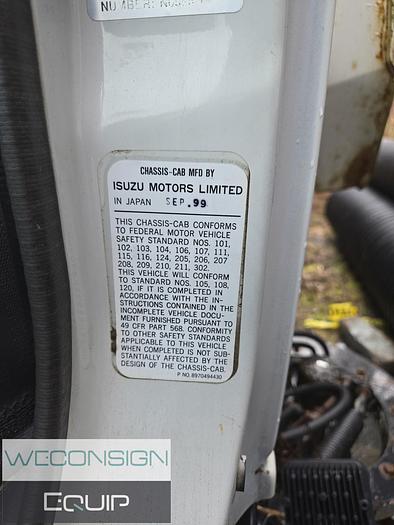 NUMBER:
CHASSIS-CAB MFD BY
ISUZU MOTORS LIMITED
IN JAPAN SEP.99
THIS CHASSIS-CAB CONFORMS
TO FEDERAL MOTOR VEHICLE
SAFETY STANDARD NOS. 101,
102, 103, 104, 106, 107, 111,
115, 116, 124, 205, 206, 207
208, 209, 210, 211, 302.
THIS VEHICLE WILL CONFORM
TO STANDARD NOS. 105, 108,
120, IF IT IS COMPLETED IN
ACCORDANCE WITH THE IN-
STRUCTIONS CONTAINED IN THE
INCOMPLETE VEHICLE DOCU-
MENT FURNISHED PURSUANT TO
49 CFR PART 568. CONFORMITY
TO OTHER SAFETY STANDARDS
APPLICABLE TO THIS VEHICLE
WHEN COMPLETED IS NOT SUB-
STANTIALLY AFFECTED BY THE
DESIGN OF THE CHASSIS-CAB.
P NO. 8970494430
WECONSIGN
EQUIP